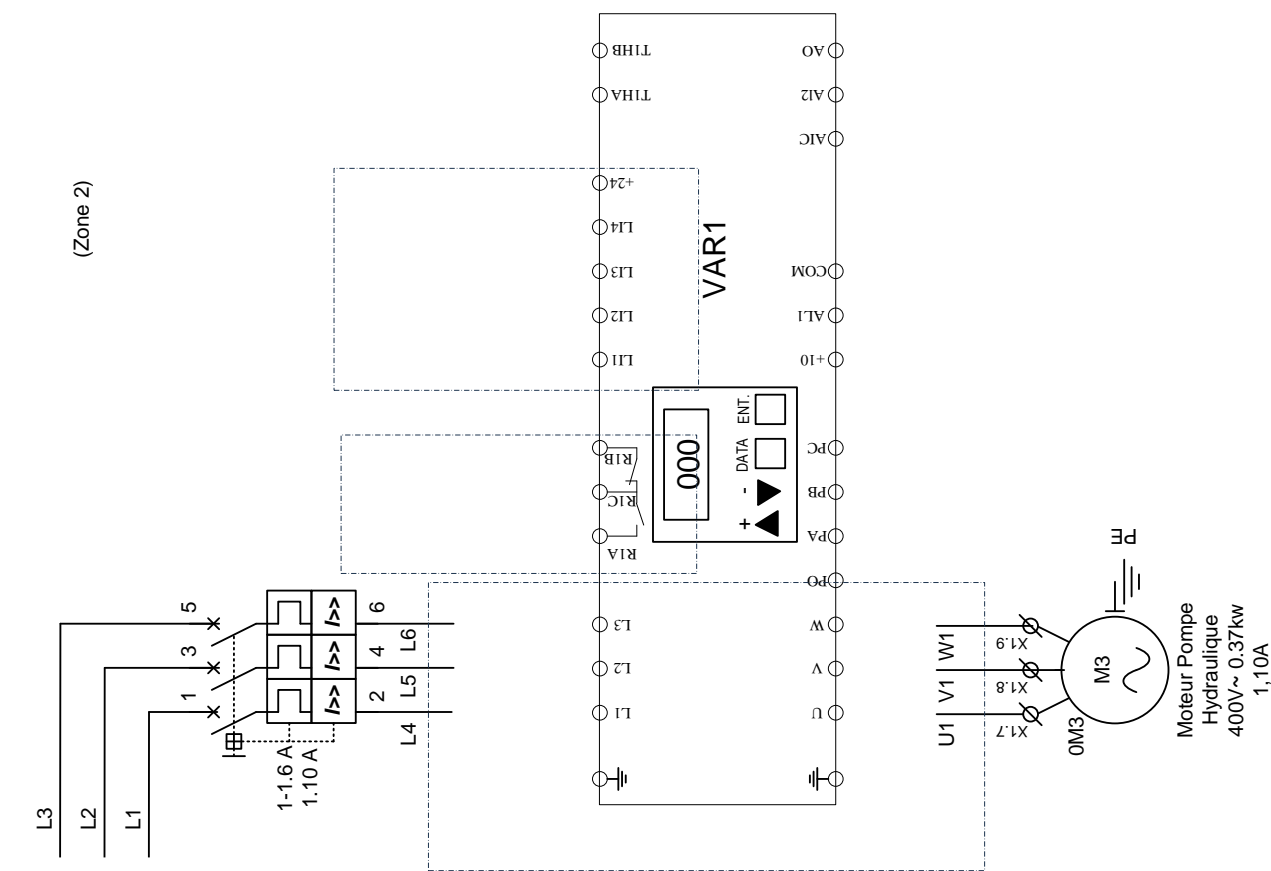 (Zone 2)
T1HB
T1HA
+24
LI4
LI3
LI2
LI1
R1B
R1C
R1A
L3
L2
L1
AO
AI2
AIC
COM
AL1
+10
PC
PB
PA
PO
W
V
U
VAR1
000
DATA
ENT.
+
-
5
3
1
I>>
I>>
I>>
6
4
2
L6
L5
L4
1-1.6 A
1.10 A
L3
L2
L1
W1
V1
U1
X1.9
X1.8
X1.7
M3
0M3
PE
Moteur Pompe
Hydraulique
400V~ 0.37kw
1,10A